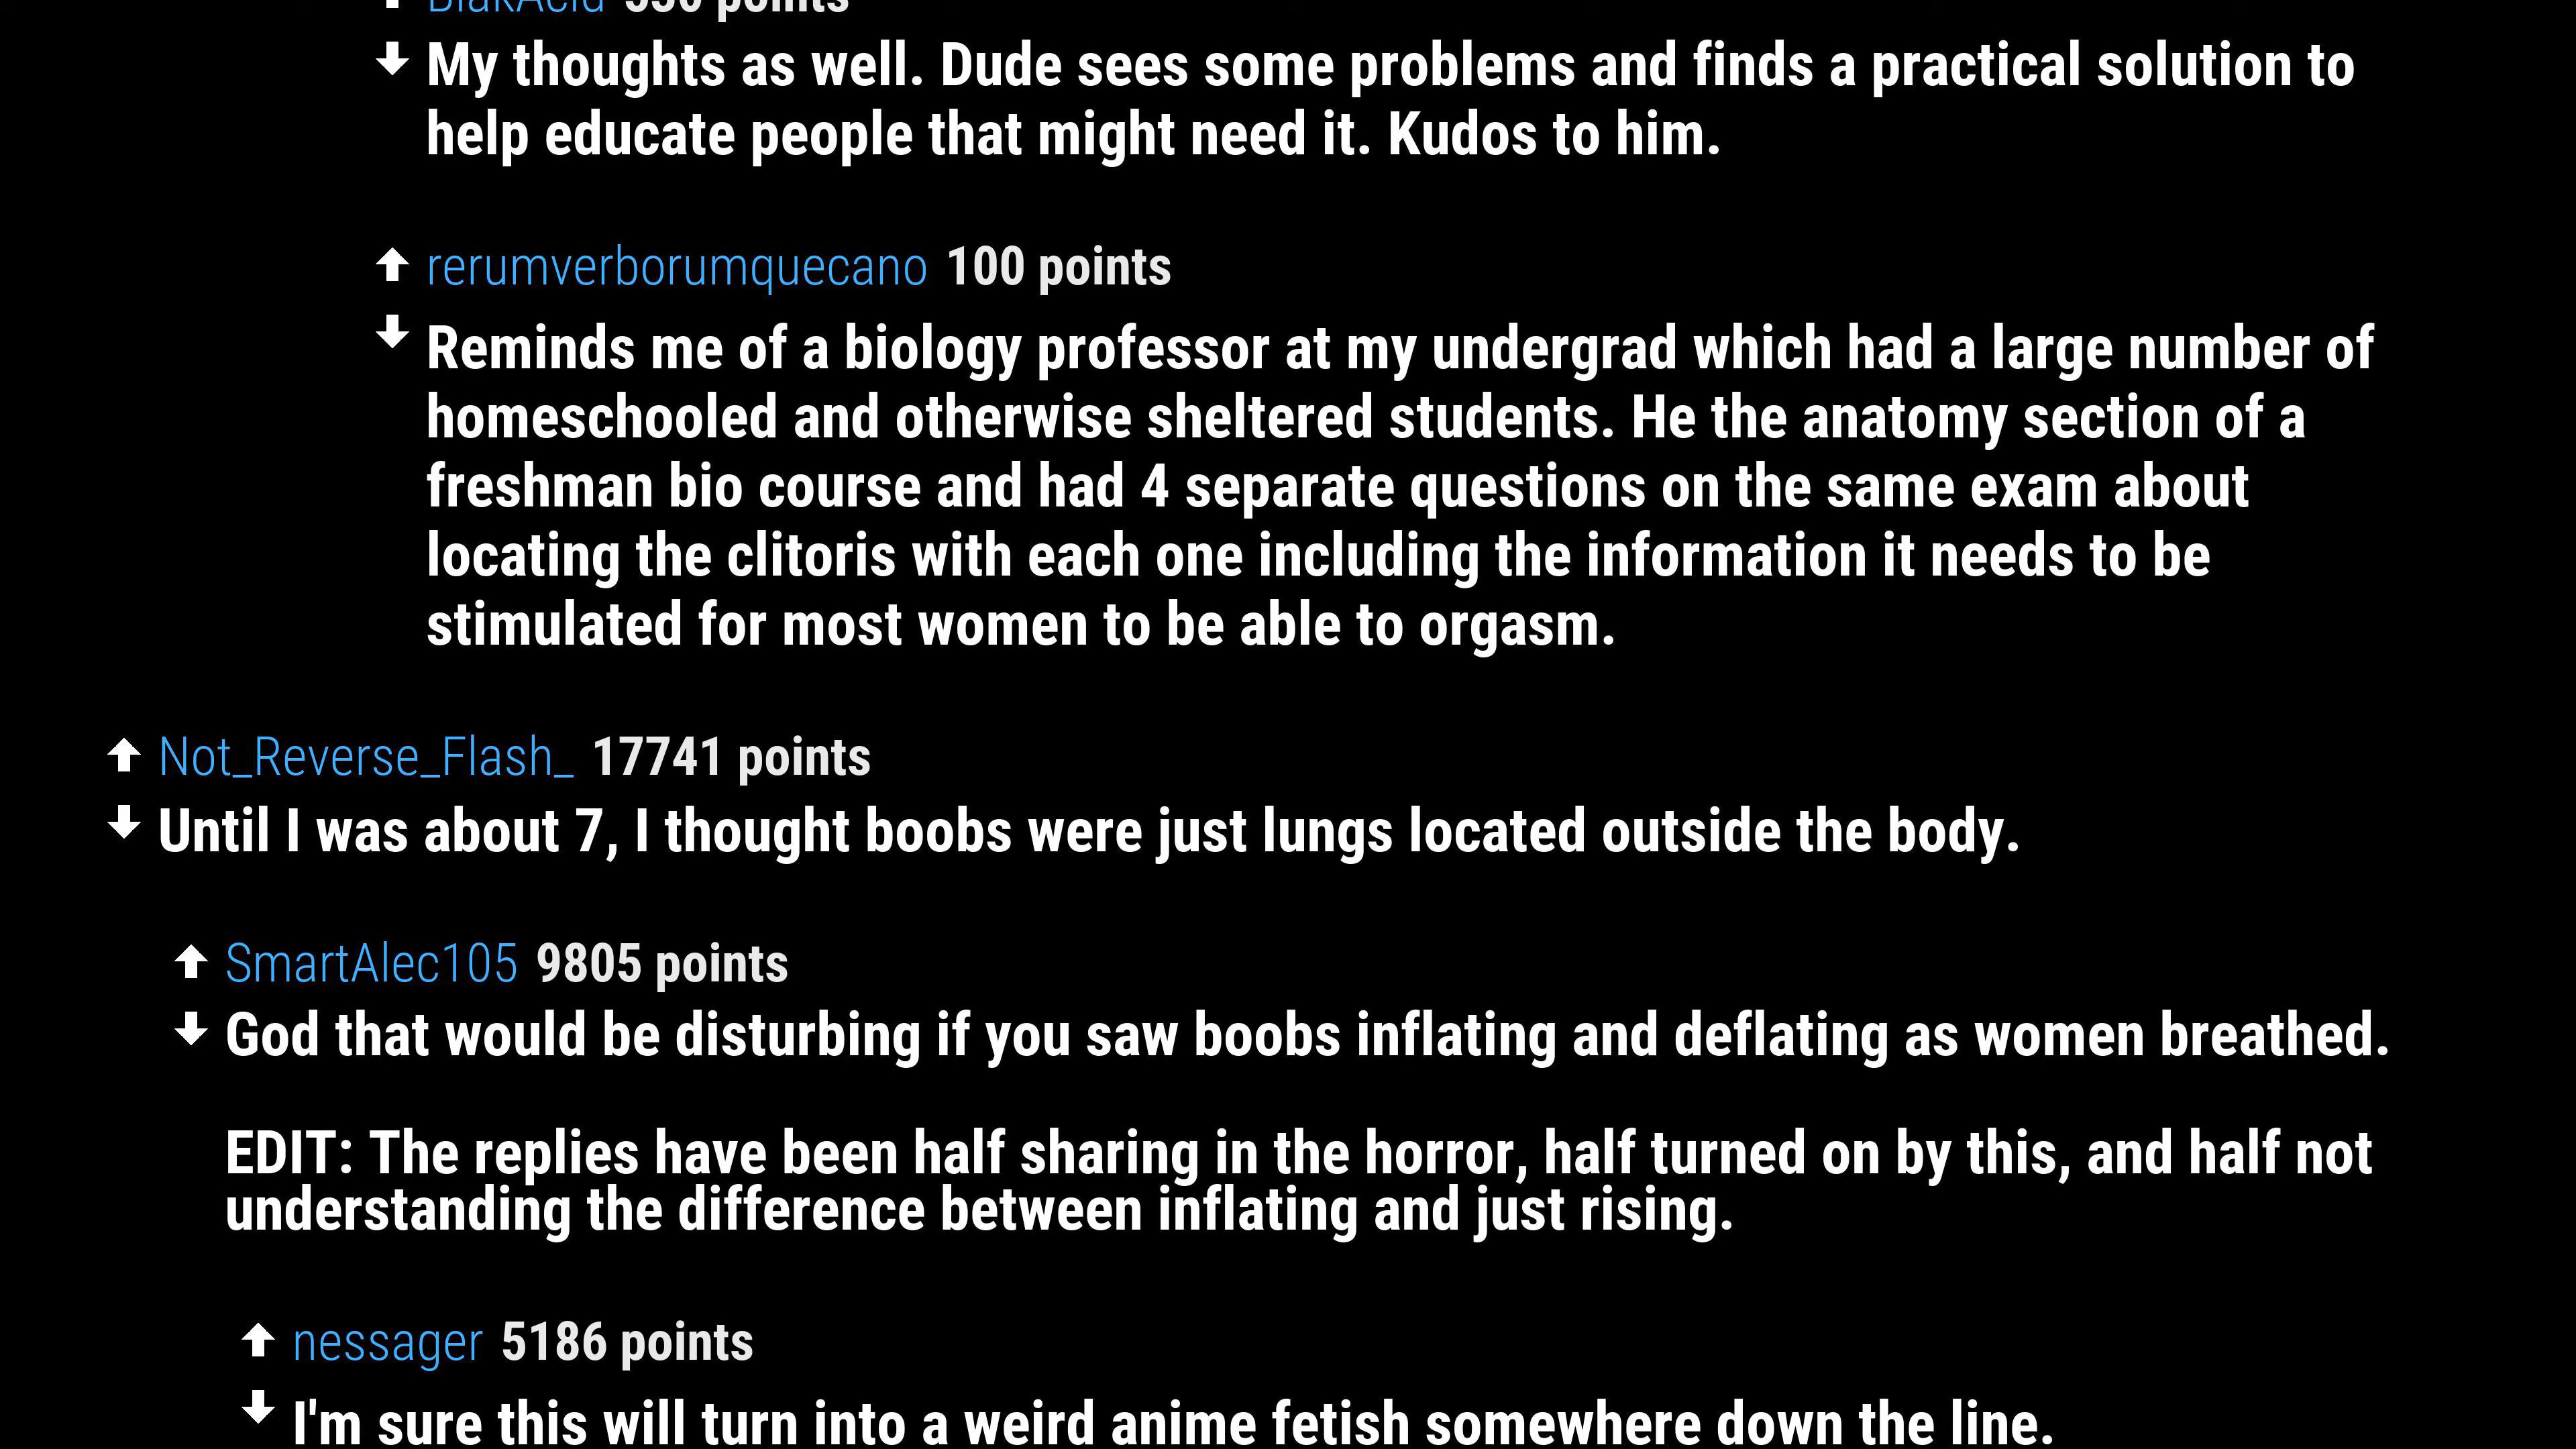 points
My thoughts as well. Dude sees some problems and finds a practical solution to
help educate people that might need it. Kudos to him.
rerumverborumquecano 100 points
Reminds me of a biology professor at my undergrad which had a large number of
homeschooled and otherwise sheltered students. He the anatomy section of a
freshman bio course and had 4 separate questions on the same exam about
locating the clitoris with each one including the information it needs to be
stimulated for most women to be able to orgasm.
Not_Reverse_Flash_ 17741 points
Until I was about 7, I thought boobs were just lungs located outside the body.
SmartAlec105 9805 points
God that would be disturbing if you saw boobs inflating and deflating as women breathed.
EDIT: The replies have been half sharing in the horror, half turned on by this, and half not
understanding the difference between inflating and just rising.
nessager 5186 points
I'm sure this will turn into a weird anime fetish somewhere down the line.